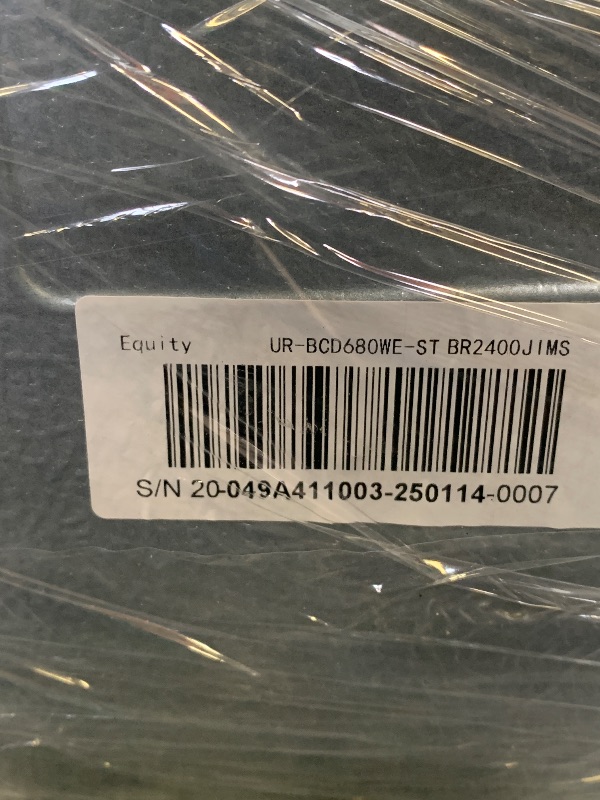 Equity UR-BCD680WE-ST BR2400JIMS
S/N 20-049A411003-250114-0007